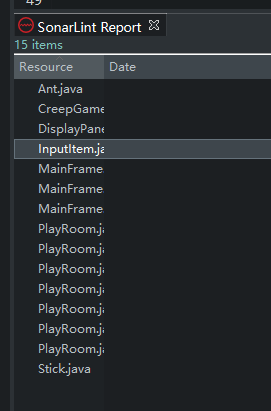 49
SonarLint Report
15 items
Resource Date
Ant.java
CreepGame
DisplayPane
InputItem.ja
MainFrame.
MainFrame.
MainFrame.
PlayRoom.ja
PlayRoom.ja
PlayRoom.ja
PlayRoom.ja
PlayRoom.ja
PlayRoom.ja
PlayRoom.ja
Stick.java